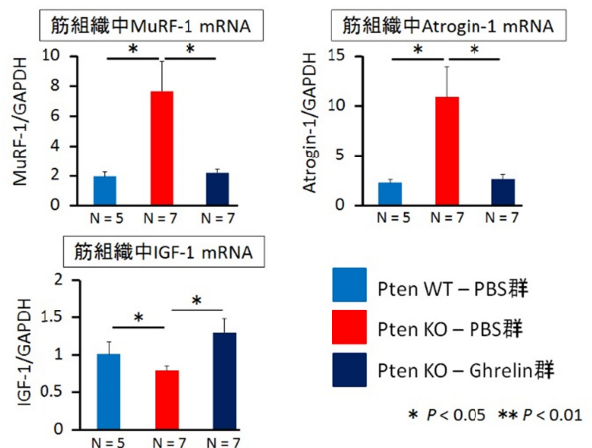 筋組織中MuRF-1 mRNA
MuRF-1/GAPDH
10
8
6
4
2
0
* *
N = 5 N = 7 N = 7
筋組織中Atrogin-1 mRNA
Atrogin-1/GAPDH
15
10
5
0
* *
N = 5 N = 7 N = 7
筋組織中IGF-1 mRNA
IGF-1/GAPDH
2
1.5
1
0.5
0
* *
N = 5 N = 7 N = 7
Pten WT – PBS群
Pten KO – PBS群
Pten KO – Ghrelin群
* P < 0.05 ** P < 0.01